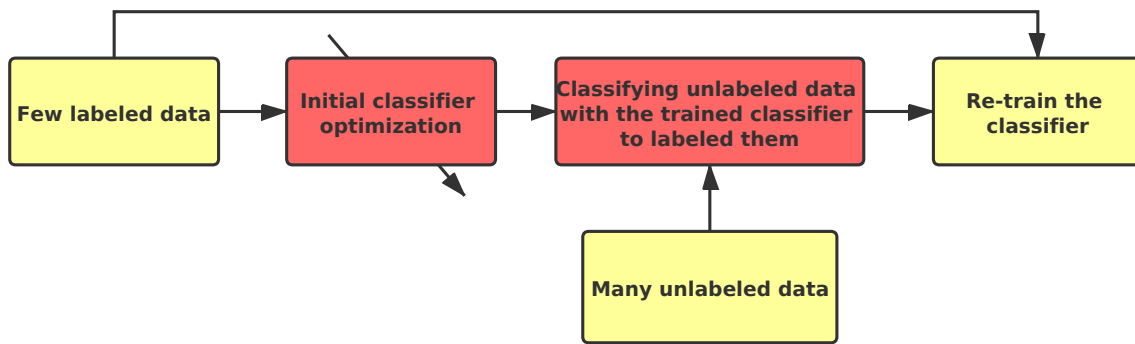 Few labeled data
Initial classifier
optimization
Classifying unlabeled data
with the trained classifier
to labeled them
Re-train the
classifier
Many unlabeled data